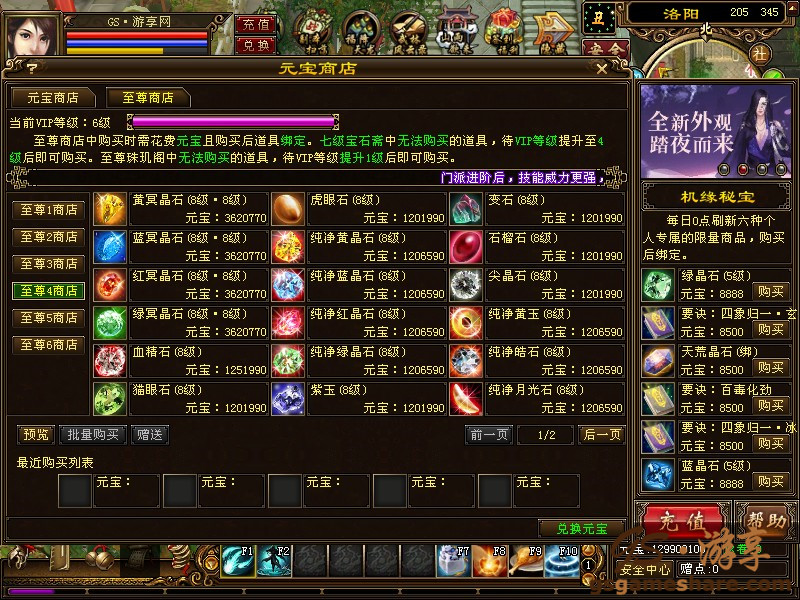 GS·游享网
充值
兑换
丑
安全
洛阳
205 345
北
社
元宝商店
元宝商店
至尊商店
当前VIP等级：6级
至尊商店中购买时需花费元宝且购买后道具绑定。七级宝石斋中无法购买的道具，待VIP等级提升至4
级后即可购买。至尊珠玑阁中无法购买的道具，待VIP等级提升1级后即可购买。
门派进阶后，技能威力更强，
至尊1商店
至尊2商店
至尊3商店
至尊4商店
至尊5商店
至尊6商店
黄冥晶石(8级·8级)
元宝：3620770
虎眼石(8级)
元宝：1201990
变石(8级)
元宝：1201990
蓝冥晶石(8级·8级)
元宝：3620770
纯净黄晶石(8级)
元宝：1206590
石榴石(8级)
元宝：1201990
红冥晶石(8级·8级)
元宝：3620770
纯净蓝晶石(8级)
元宝：1206590
尖晶石(8级)
元宝：1201990
绿冥晶石(8级·8级)
元宝：3620770
纯净红晶石(8级)
元宝：1206590
纯净黄玉(8级)
元宝：1206590
血精石(8级)
元宝：1251990
纯净绿晶石(8级)
元宝：1206590
纯净皓石(8级)
元宝：1206590
猫眼石(8级)
元宝：1201990
紫玉(8级)
元宝：1201990
纯净月光石(8级)
元宝：1206590
预览
批量购买
赠送
前一页
1/2
后一页
最近购买列表
元宝：
元宝：
元宝：
元宝：
元宝：
兑换元宝
全新外观
踏夜而来
机缘秘宝
每日0点刷新六种个
人专属的限量商品，购买
后绑定。
绿晶石(5级)
元宝：8888
购买
要诀：四象归一·玄
元宝：8500
购买
天荒晶石(绑)
元宝：8500
购买
要诀：百毒化劲
元宝：8500
购买
要诀：四象归一·冰
元宝：8500
购买
蓝晶石(5级)
元宝：8888
购买
充值
帮助
安全中心
赠点:0
F1
F2
F7
F8
F9
F10
1
游享
gsgameshare.com